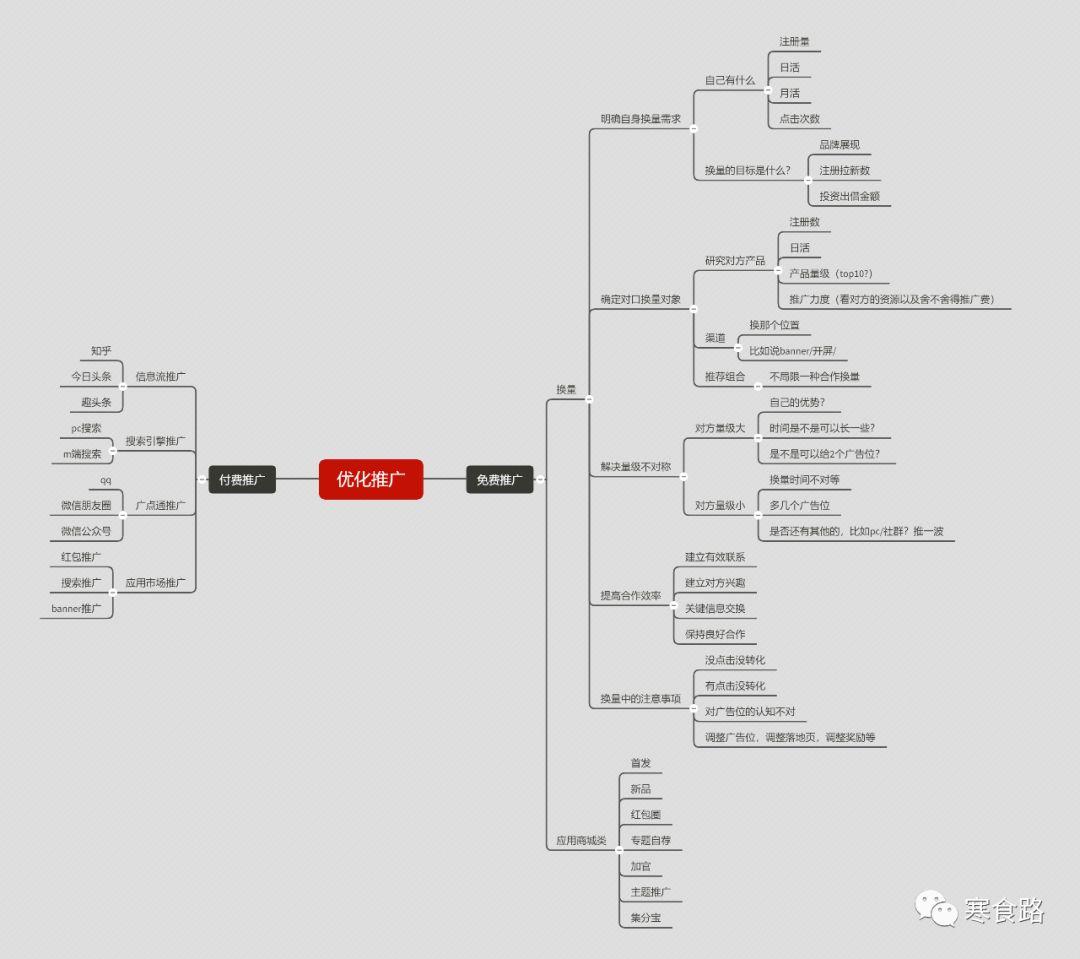 优化推广
付费推广
信息流推广
知乎
今日头条
趣头条
搜索引擎推广
pc搜索
m端搜索
广点通推广
qq
微信朋友圈
微信公众号
应用市场推广
红包推广
搜索推广
banner推广
免费推广
换量
明确自身换量需求
自己有什么
注册量
日活
月活
点击次数
换量的目标是什么?
品牌展现
注册拉新数
投资出借金额
确定对口换量对象
研究对方产品
注册数
日活
产品量级（top10?）
推广力度（看对方的资源以及舍不舍得推广费）
渠道
换那个位置
比如说banner/开屏/
推荐组合
不局限一种合作换量
解决量级不对称
对方量级大
自己的优势?
时间是不是可以长一些?
是不是可以给2个广告位?
对方量级小
换量时间不对等
多几个广告位
是否还有其他的，比如pc/社群？推一波
提高合作效率
建立有效联系
建立对方兴趣
关键信息交换
保持良好合作
换量中的注意事项
没点击没转化
有点击没转化
对广告位的认知不对
调整广告位，调整落地页，调整奖励等
应用商城类
首发
新品
红包圈
专题自荐
加官
主题推广
集分宝
寒食路